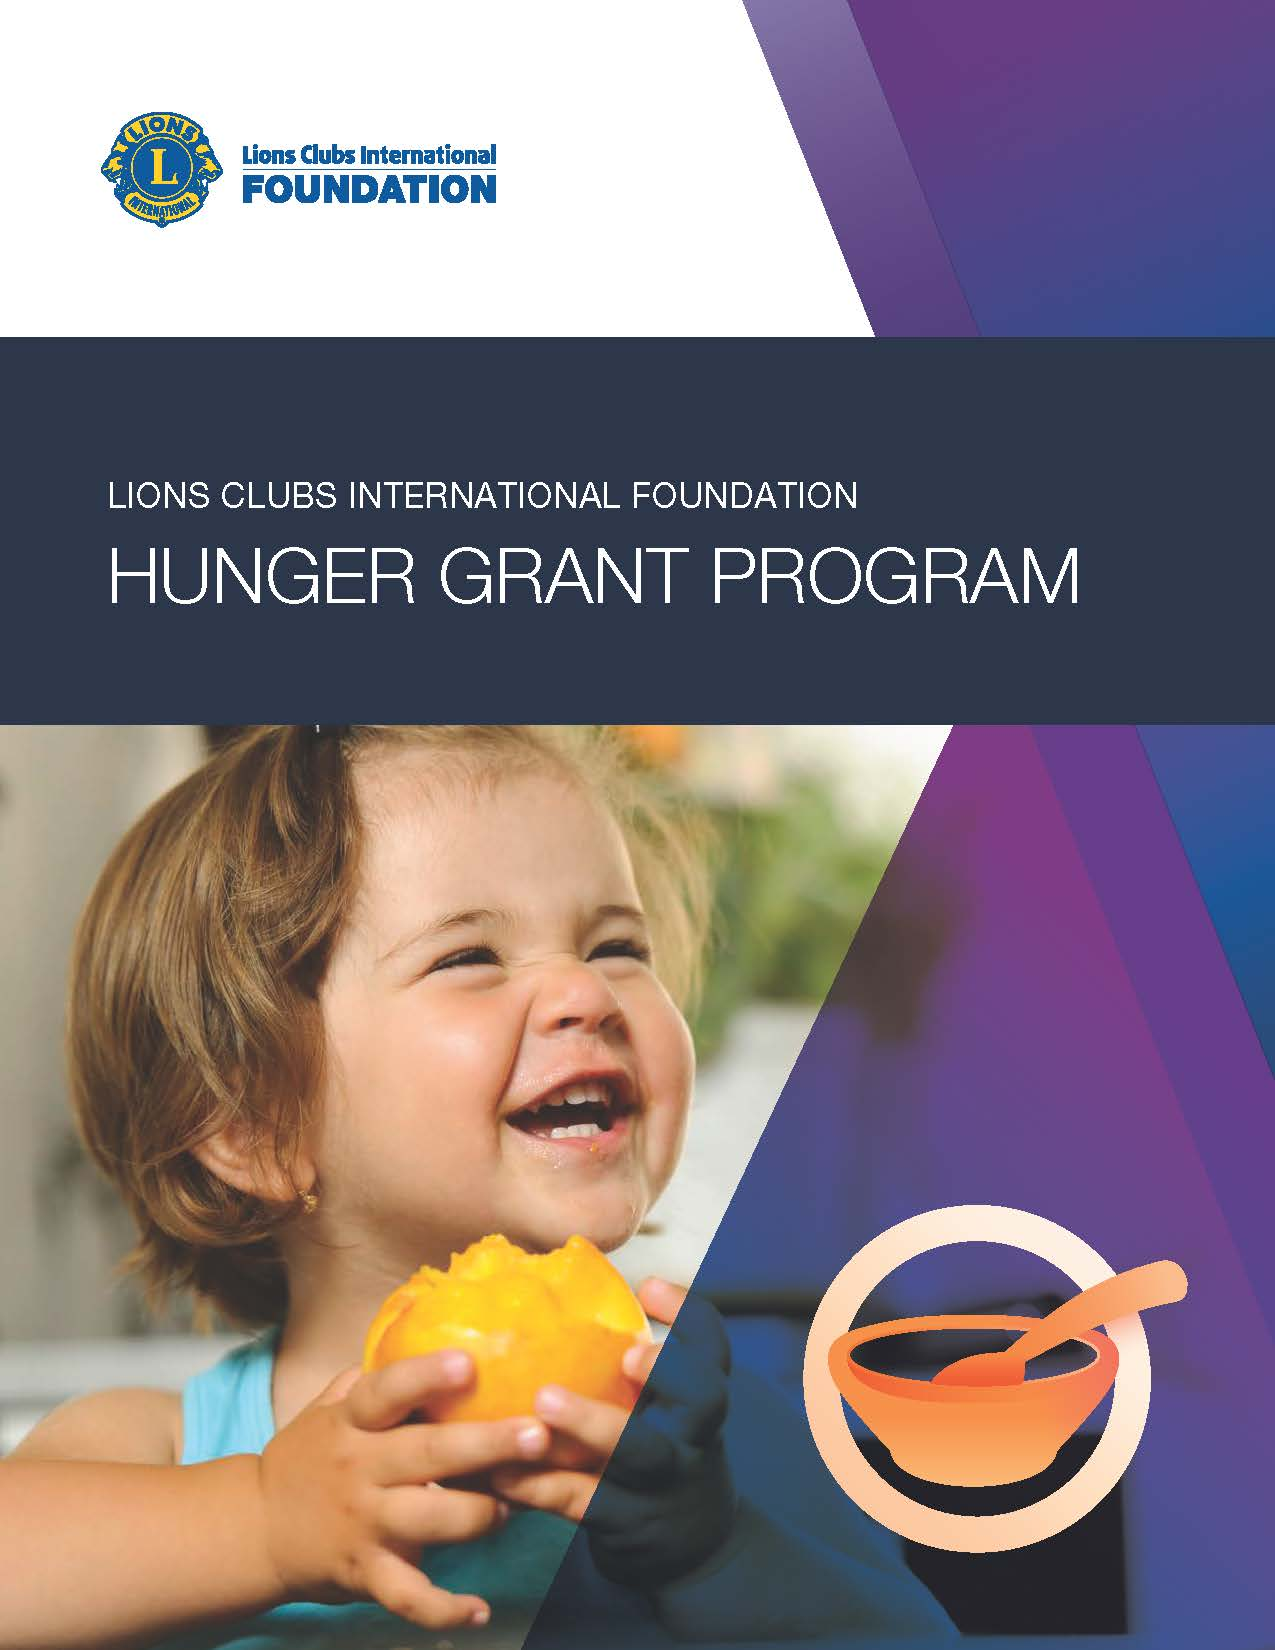 LIONS
L
INTERNATIONAL
Lions Clubs International
FOUNDATION
LIONS CLUBS INTERNATIONAL FOUNDATION
HUNGER GRANT PROGRAM